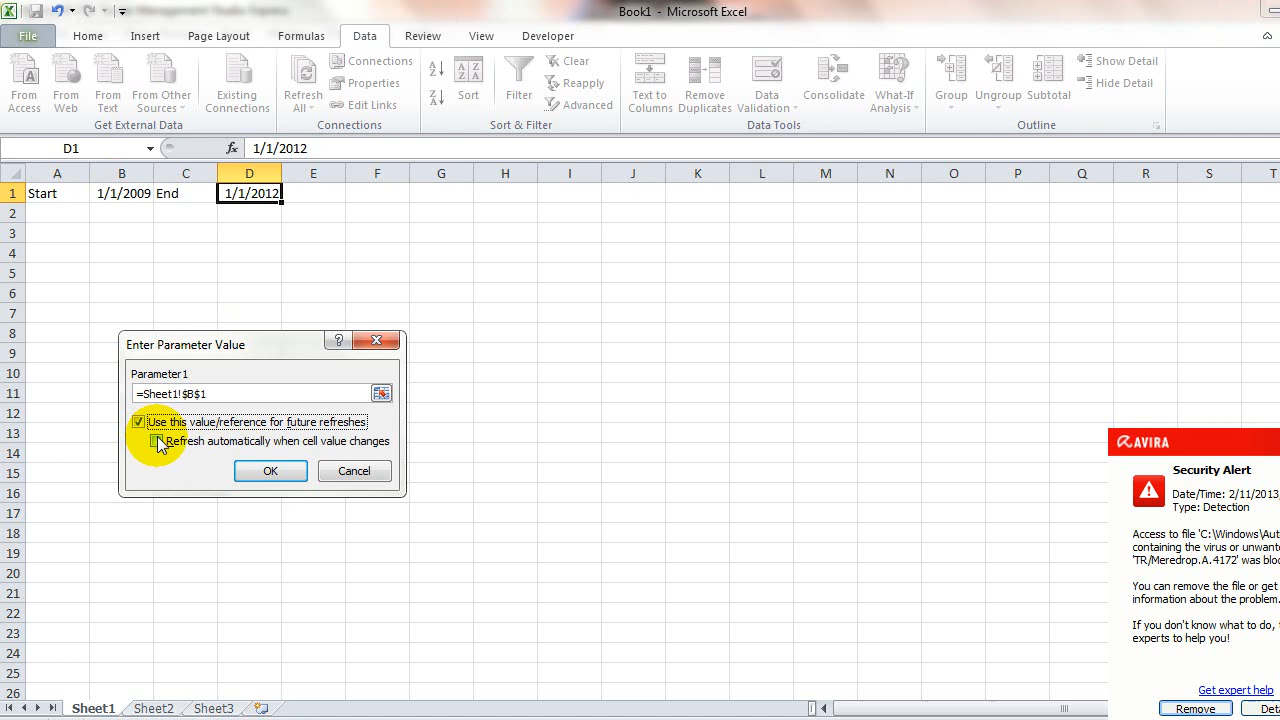 Book1 - Microsoft Excel
File Home Insert Page Layout Formulas Data Review View Developer
From Access
From Web
From Text
From Other Sources
Existing Connections
Get External Data
Refresh All
Connections
Properties
Edit Links
Connections
Sort
Filter
Clear
Reapply
Advanced
Sort & Filter
Text to Columns
Remove Duplicates
Data Validation
Consolidate
What-If Analysis
Data Tools
Group
Ungroup
Subtotal
Show Detail
Hide Detail
Outline
D1 fx 1/1/2012
A B C D E F G H I J K L M N O P Q R S T
1 Start 1/1/2009 End 1/1/2012
2
3
4
5
6
7
8
9
10
11
12
13
14
15
16
17
18
19
20
21
22
23
24
25
26
Enter Parameter Value
Parameter1
=Sheet1!$B$1
Use this value/reference for future refreshes
Refresh automatically when cell value changes
OK Cancel
AVIRA
Security Alert
Date/Time: 2/11/2013
Type: Detection
Access to file 'C:\Windows\Aut
containing the virus or unwant
'TR/Meredrop.A.4172' was bloc
You can remove the file or get
information about the problem.
If you don't know what to do,
experts to help you!
Get expert help
Remove Det
Sheet1 Sheet2 Sheet3